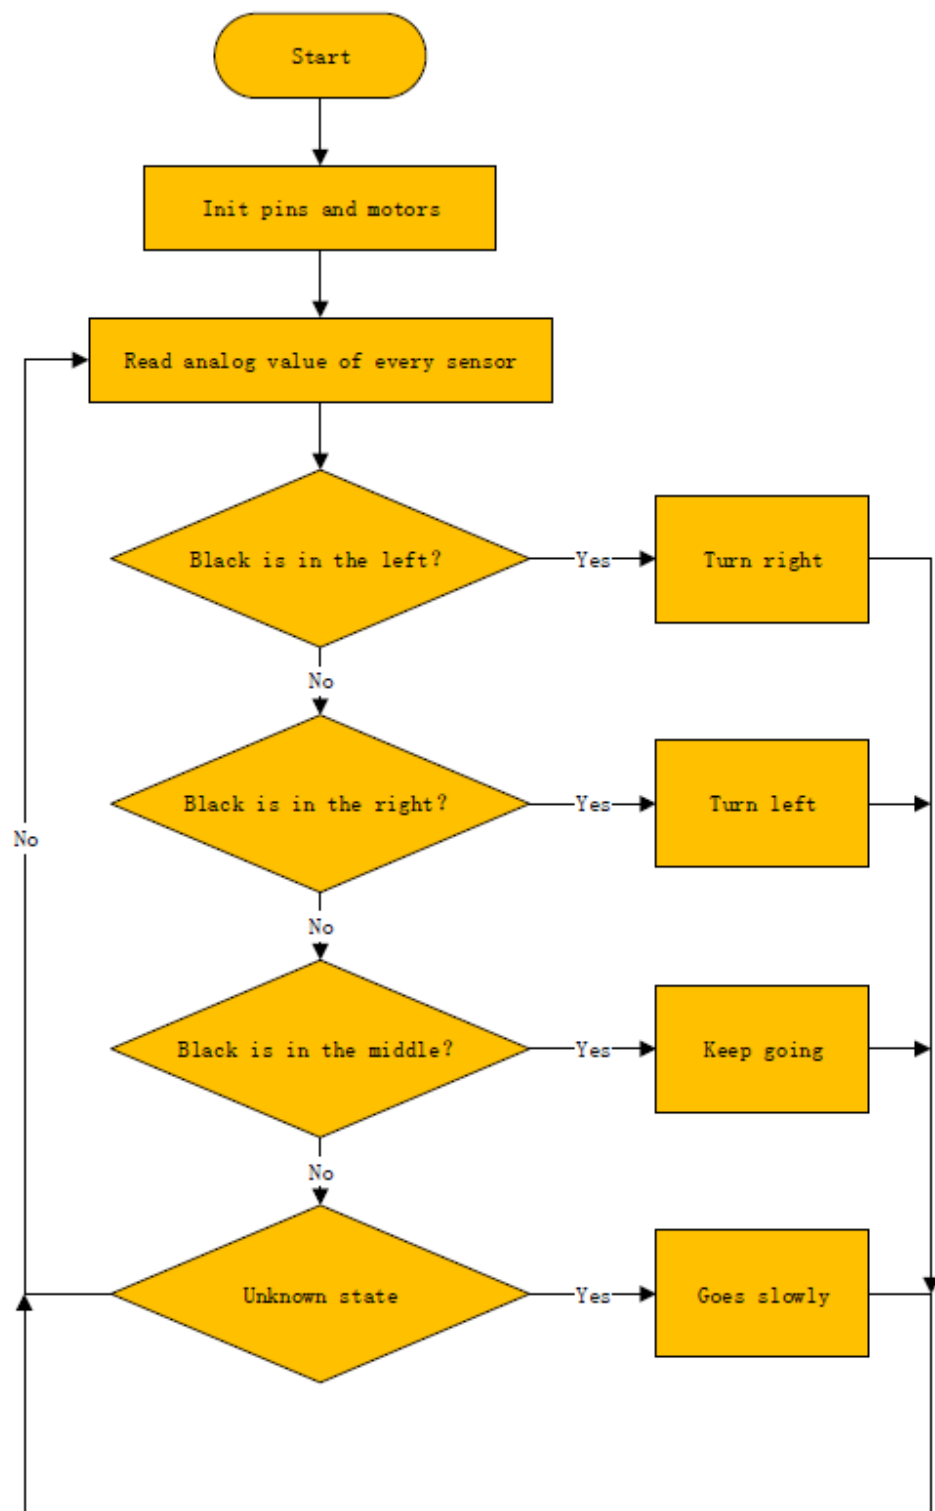 Start
Init pins and motors
Read analog value of every sensor
Black is in the left?
Yes
Turn right
No
Black is in the right?
Yes
Turn left
No
No
Black is in the middle?
Yes
Keep going
No
Unknown state
Yes
Goes slowly